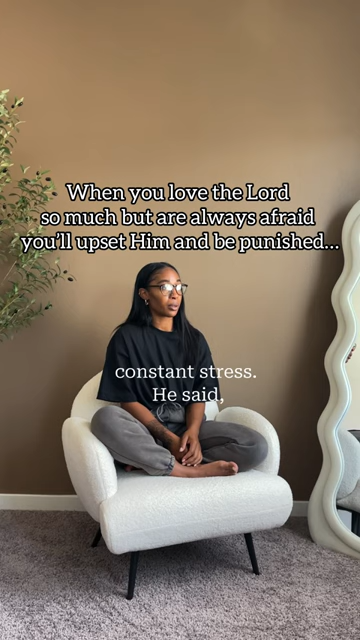 When you love the Lord
so much but are always afraid
you'll upset Him and be punished...
constant stress.
He said,